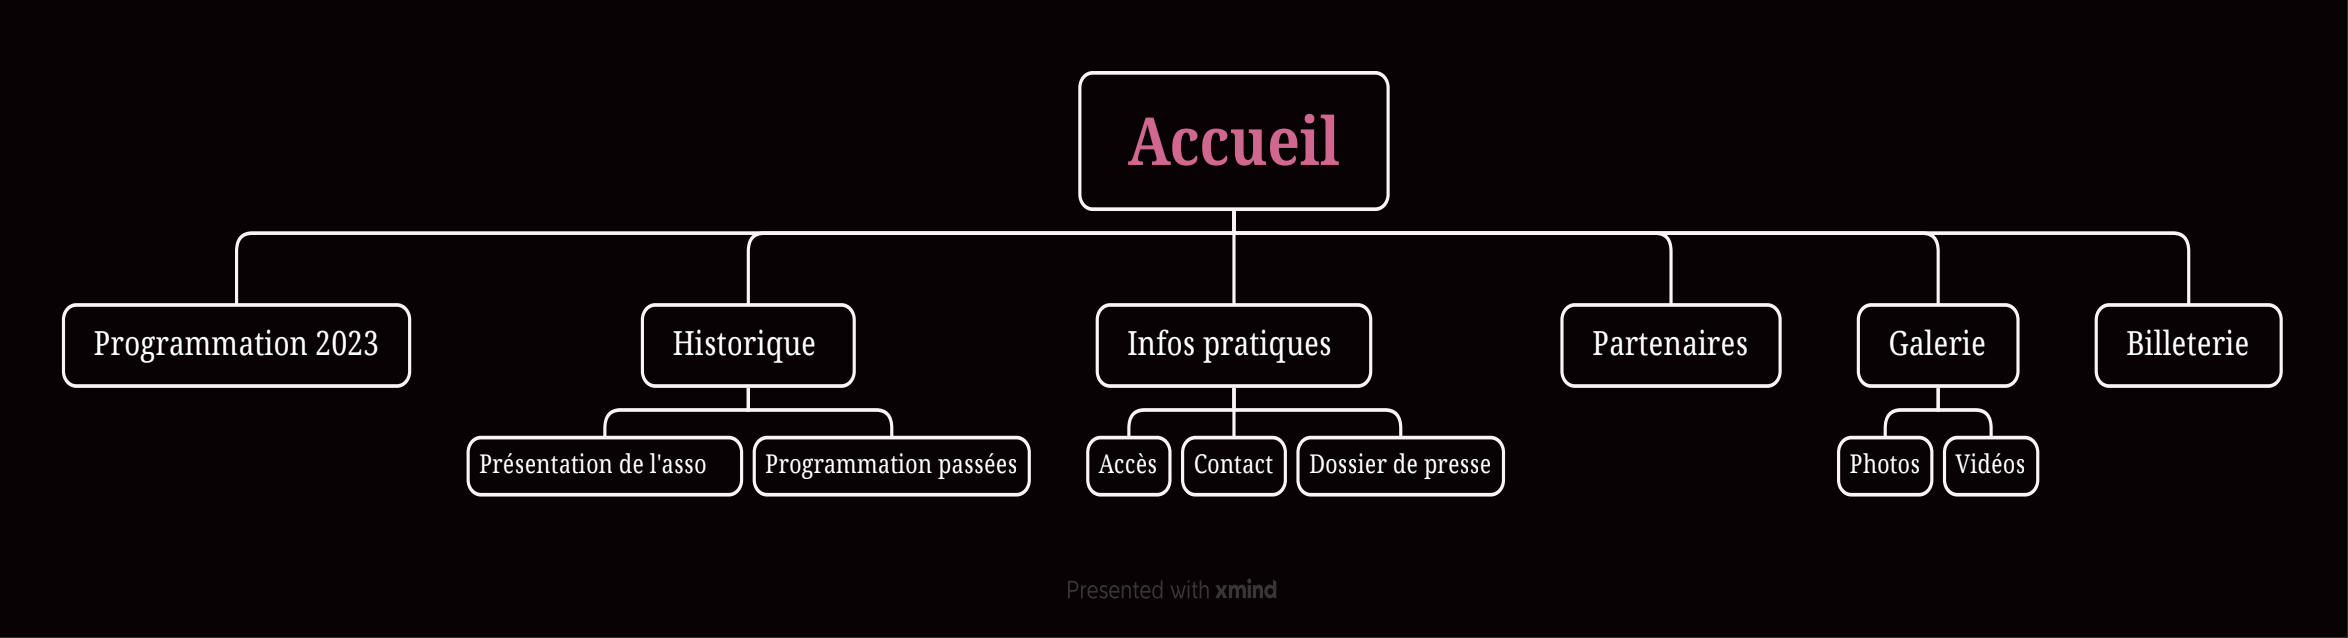 Accueil
Programmation 2023
Historique
Infos pratiques
Partenaires
Galerie
Billeterie
Présentation de l'asso
Programmation passées
Accès
Contact
Dossier de presse
Photos
Vidéos
Presented with xmind